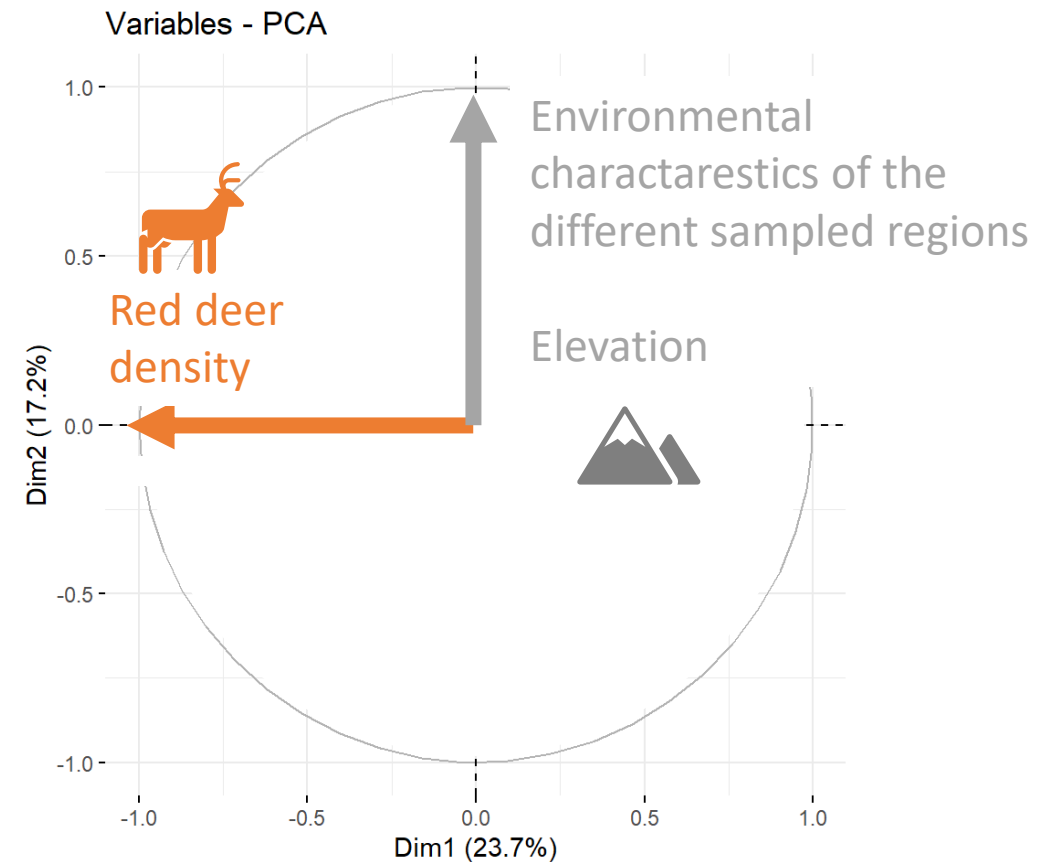 Variables - PCA
1.0
Environmental
charactarestics of the
different sampled regions
0.5
Red deer
density
Elevation
Dim2 (17.2%)
0.0
-0.5
-1.0
-1.0 -0.5 0.0 0.5 1.0
Dim1 (23.7%)